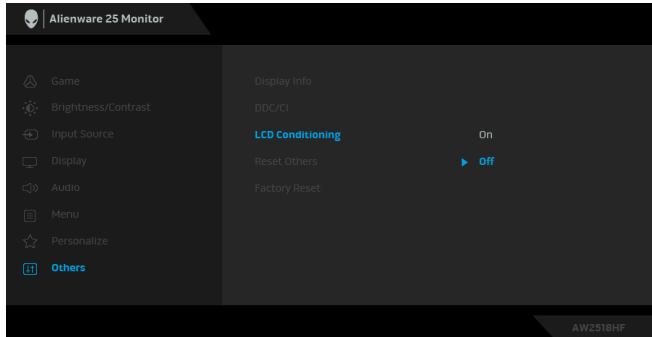 Alienware 25 Monitor
Game
Display Info
Brightness/Contrast
DDC/CI
Input Source
LCD Conditioning
On
Display
Reset Others
Off
Audio
Factory Reset
Menu
Personalize
Others
AW2518HF